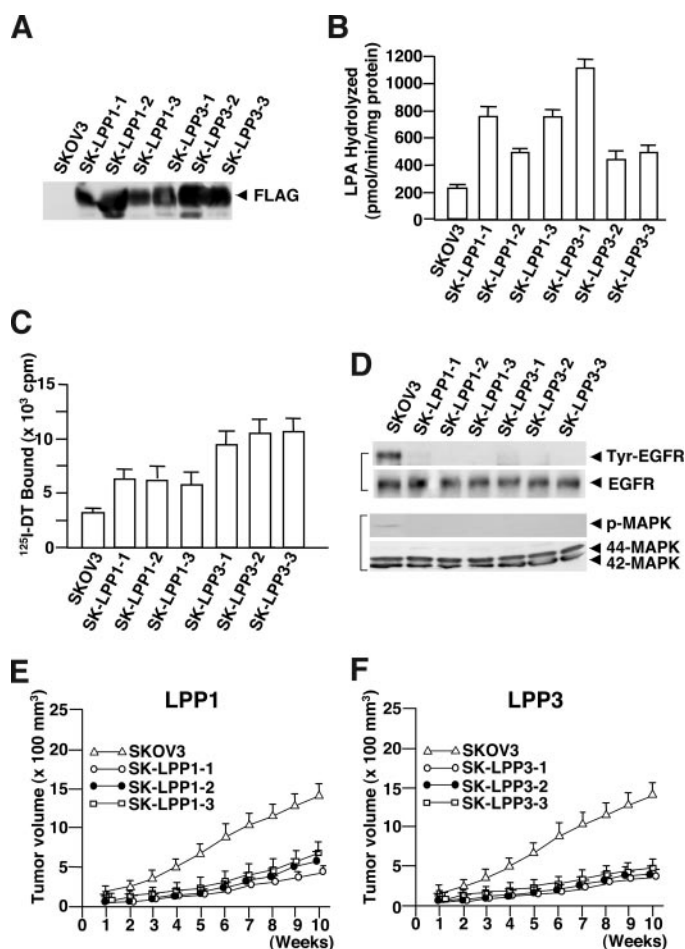 A
SKOV3
SK-LPP1-1
SK-LPP1-2
SK-LPP1-3
SK-LPP3-1
SK-LPP3-2
SK-LPP3-3
FLAG
B
LPA Hydrolyzed
(pmol/min/mg protein)
1200
1000
800
600
400
200
0
SKOV3
SK-LPP1-1
SK-LPP1-2
SK-LPP1-3
SK-LPP3-1
SK-LPP3-2
SK-LPP3-3
C
¹²⁵I-DT Bound (x 10³ cpm)
15
10
5
0
SKOV3
SK-LPP1-1
SK-LPP1-2
SK-LPP1-3
SK-LPP3-1
SK-LPP3-2
SK-LPP3-3
D
SKOV3
SK-LPP1-1
SK-LPP1-2
SK-LPP1-3
SK-LPP3-1
SK-LPP3-2
SK-LPP3-3
Tyr-EGFR
EGFR
p-MAPK
44-MAPK
42-MAPK
E
LPP1
Tumor volume (x 100 mm³)
25
20
15
10
5
0
SKOV3
SK-LPP1-1
SK-LPP1-2
SK-LPP1-3
0 1 2 3 4 5 6 7 8 9 10
(Weeks)
F
LPP3
Tumor volume (x 100 mm³)
25
20
15
10
5
0
SKOV3
SK-LPP3-1
SK-LPP3-2
SK-LPP3-3
0 1 2 3 4 5 6 7 8 9 10
(Weeks)